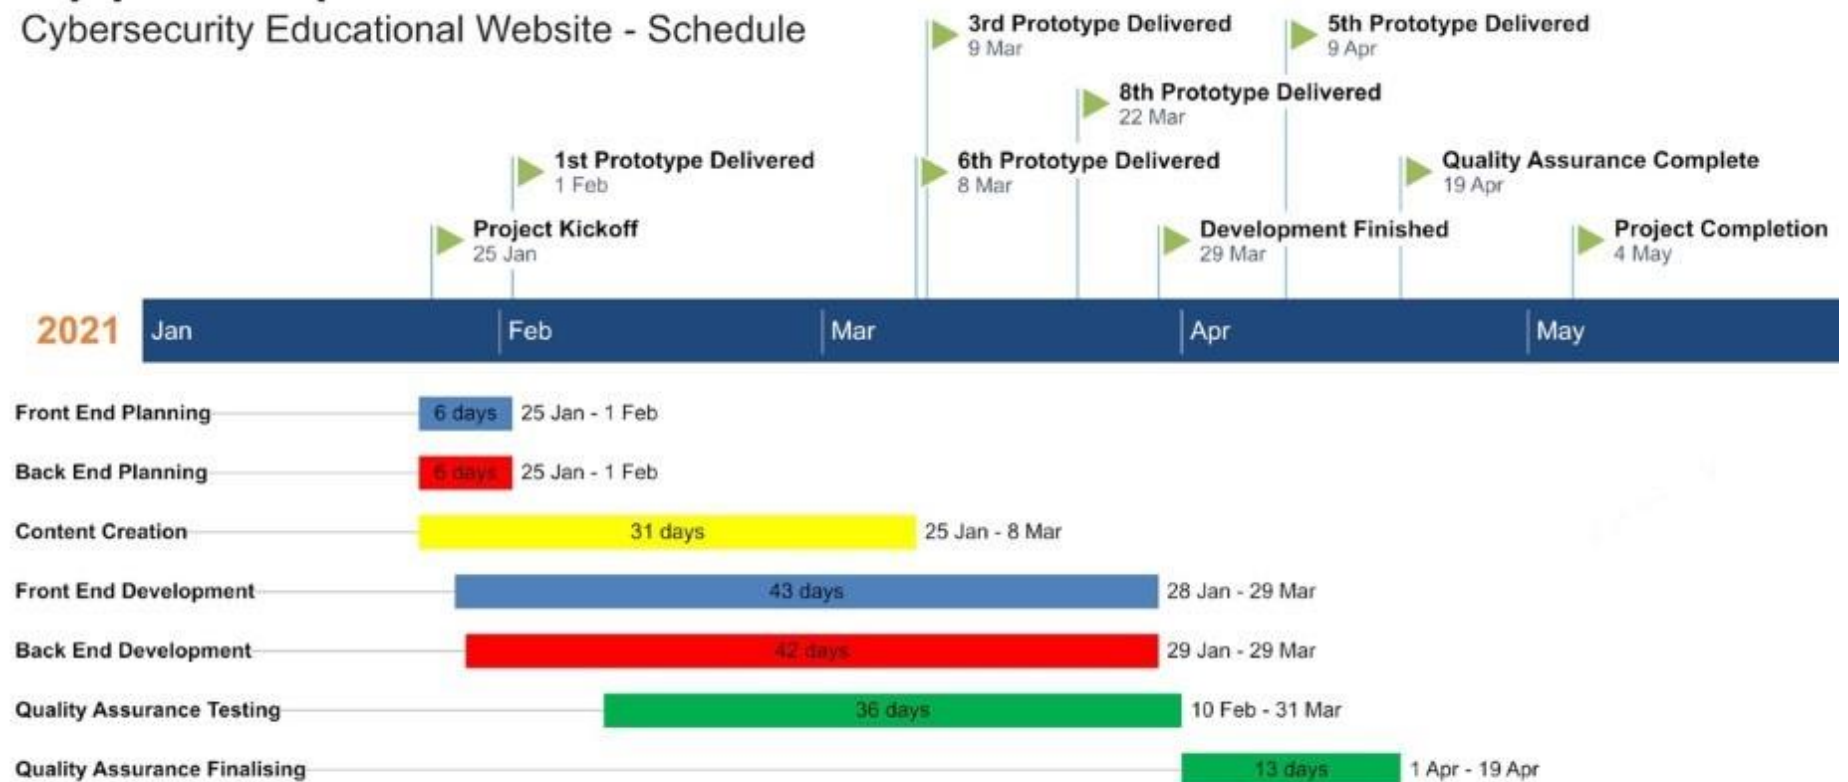 Cybersecurity Educational Website - Schedule
3rd Prototype Delivered
9 Mar
5th Prototype Delivered
9 Apr
8th Prototype Delivered
22 Mar
1st Prototype Delivered
1 Feb
6th Prototype Delivered
8 Mar
Quality Assurance Complete
19 Apr
Project Kickoff
25 Jan
Development Finished
29 Mar
Project Completion
4 May
2021 Jan Feb Mar Apr May
Front End Planning 6 days 25 Jan - 1 Feb
Back End Planning 6 days 25 Jan - 1 Feb
Content Creation 31 days 25 Jan - 8 Mar
Front End Development 43 days 28 Jan - 29 Mar
Back End Development 42 days 29 Jan - 29 Mar
Quality Assurance Testing 36 days 10 Feb - 31 Mar
Quality Assurance Finalising 13 days 1 Apr - 19 Apr